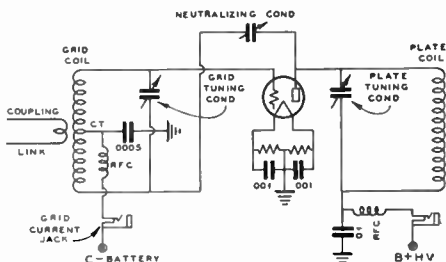 NEUTRALIZING COND
GRID
COIL
PLATE
COIL
GRID
TUNING
COND
PLATE
TUNING
COND
COUPLING
LINK
CT
.0005
RFC
.001
.001
GRID
CURRENT
JACK
C-BATTERY
.01
RFC
B+HV